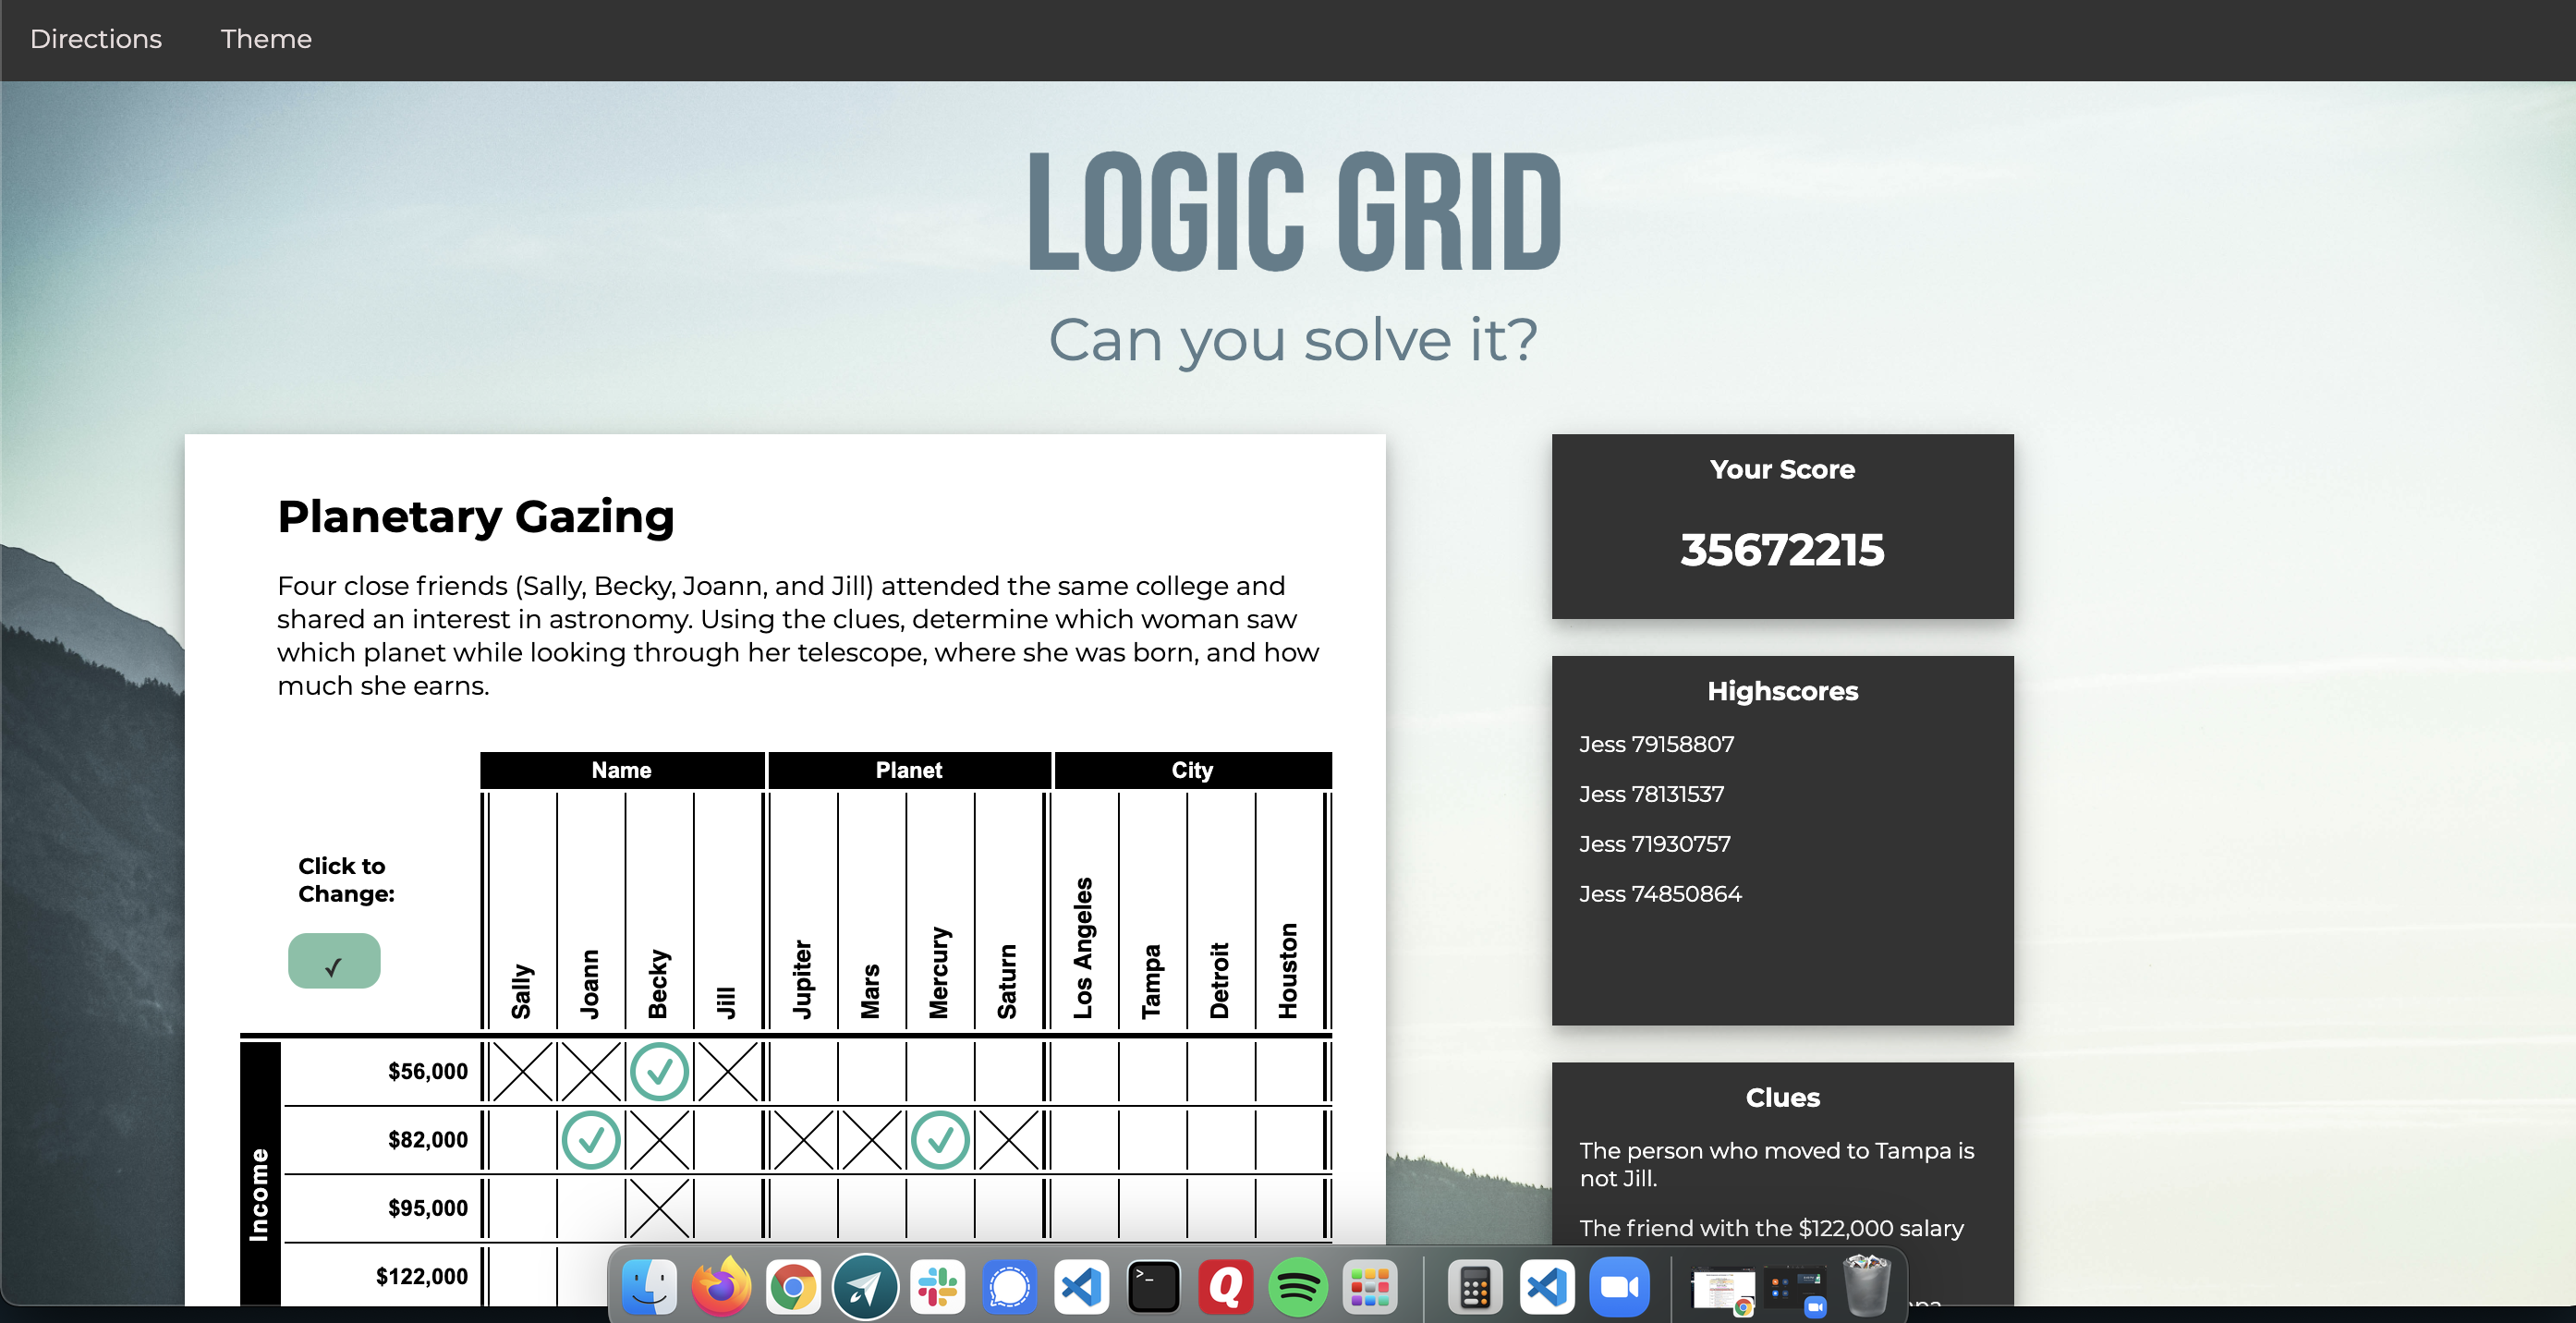 Directions
Theme
LOGIC GRID
Can you solve it?
Planetary Gazing
Four close friends (Sally, Becky, Joann, and Jill) attended the same college and
shared an interest in astronomy. Using the clues, determine which woman saw
which planet while looking through her telescope, where she was born, and how
much she earns.
Name
Planet
City
Click to
Change:
✓
Sally
Joann
Becky
Jill
Jupiter
Mars
Mercury
Saturn
Los Angeles
Tampa
Detroit
Houston
Income
$56,000
$82,000
$95,000
$122,000
Your Score
35672215
Highscores
Jess 79158807
Jess 78131537
Jess 71930757
Jess 74850864
Clues
The person who moved to Tampa is
not Jill.
The friend with the $122,000 salary